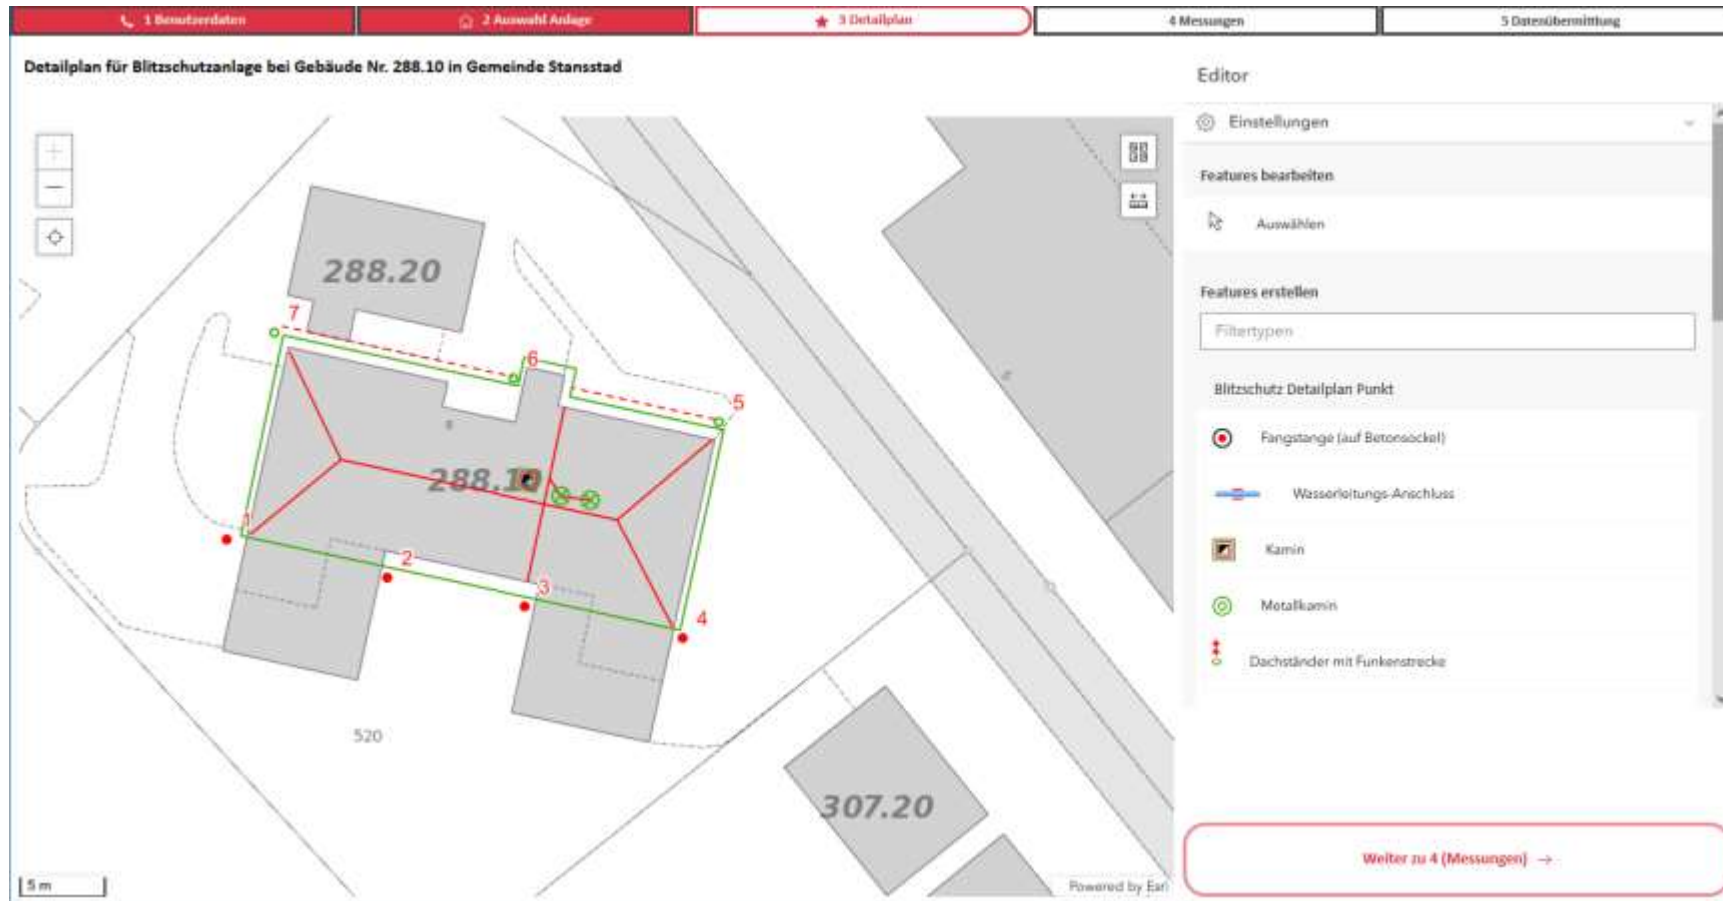 1 Benutzerdaten
2 Auswahl Anlage
3 Detailplan
4 Messungen
5 Datenübermittlung
Detailplan für Blitzschutzanlage bei Gebäude Nr. 288.10 in Gemeinde Stansstad
Editor
Einstellungen
Features bearbeiten
Auswählen
Features erstellen
Filtertypen
Blitzschutz Detailplan Punkt
Fangstange (auf Betonsockel)
Wasserleitungs-Anschluss
Kamin
Metallkamin
Dachständer mit Funkenstrecke
Weiter zu 4 (Messungen) →
288.20
7
6
5
288.10
1
2
3
4
520
307.20
5 m
Powered by Esri